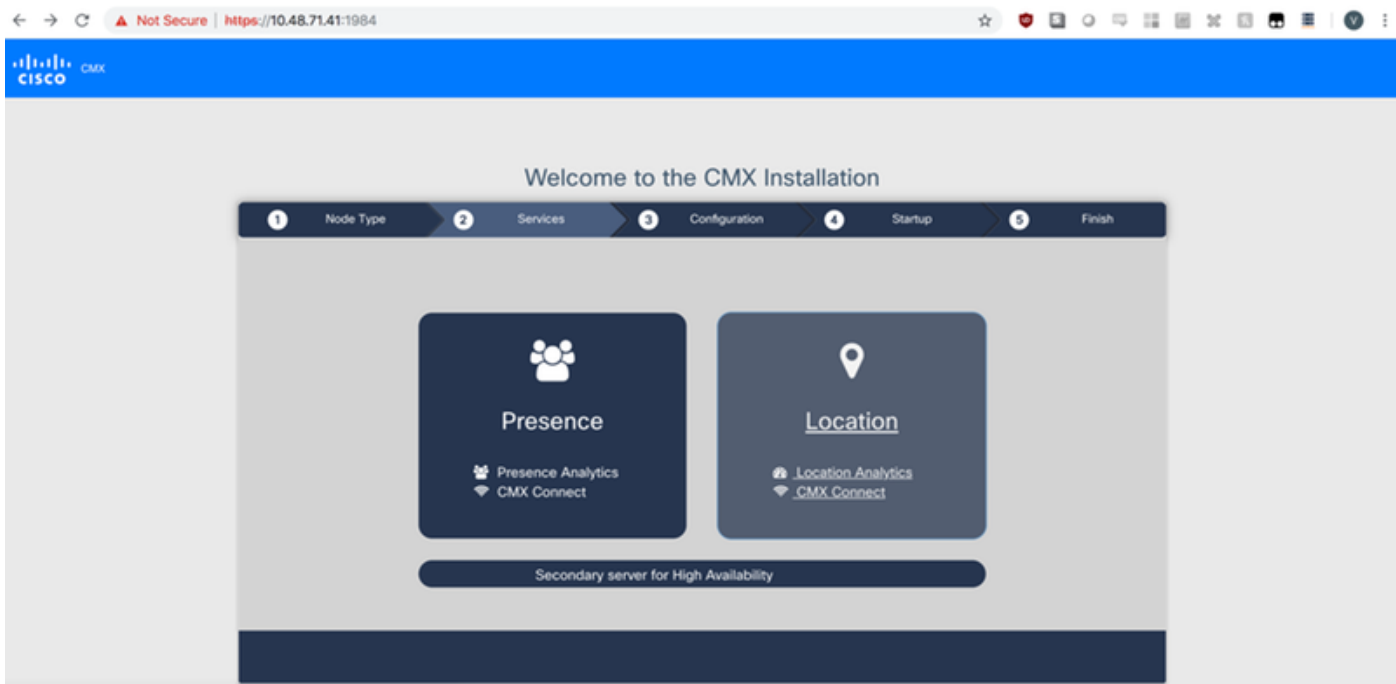 Not Secure | https://10.48.71.41:1984
V
CISCO CMX
Welcome to the CMX Installation
1 Node Type 2 Services 3 Configuration 4 Startup 5 Finish
Presence
Presence Analytics
CMX Connect
Location
Location Analytics
CMX Connect
Secondary server for High Availability